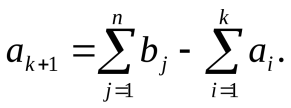 a_{k+1} = \sum_{j=1}^{n} b_j - \sum_{i=1}^{k} a_i.